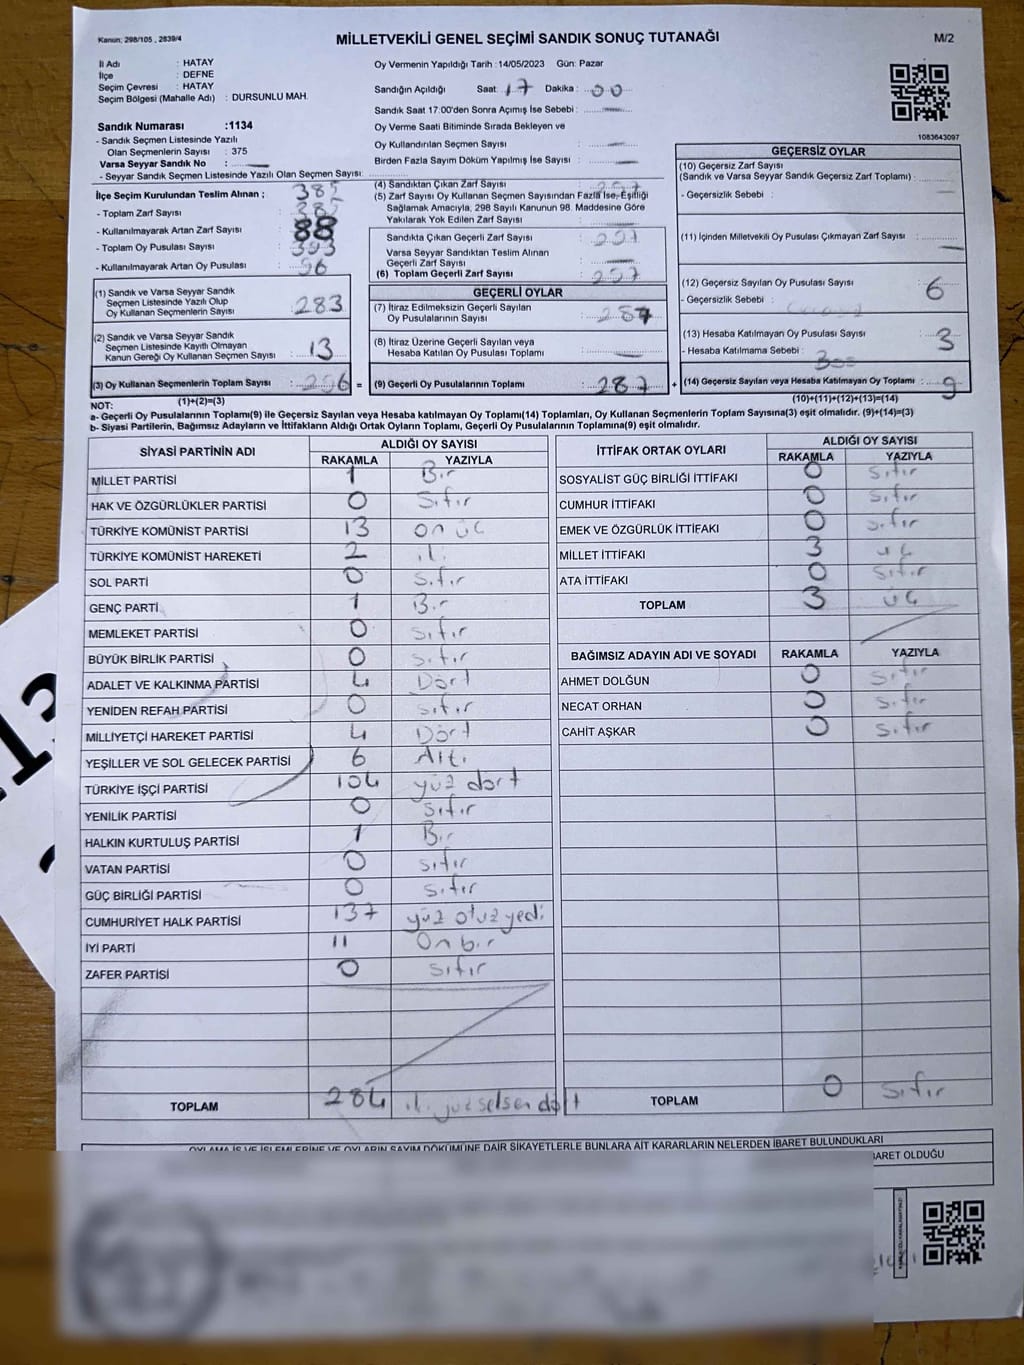 Kanun; 298/105 , 2839/4
MİLLETVEKİLİ GENEL SEÇİMİ SANDIK SONUÇ TUTANAĞI
M/2
İl Adı : HATAY
İlçe : DEFNE
Seçim Çevresi : HATAY
Seçim Bölgesi (Mahalle Adı) : DURSUNLU MAH.
Sandık Numarası :1134
- Sandık Seçmen Listesinde Yazılı
Olan Seçmenlerin Sayısı : 375
Varsa Seyyar Sandık No :
- Seyyar Sandık Seçmen Listesinde Yazılı Olan Seçmen Sayısı:
Oy Vermenin Yapıldığı Tarih :14/05/2023 Gün: Pazar
Sandığın Açıldığı Saat: 17 Dakika : 00
Sandık Saat 17:00'den Sonra Açımış İse Sebebi :
Oy Verme Saati Bitiminde Sırada Bekleyen ve
Oy Kullandırılan Seçmen Sayısı :
Birden Fazla Sayım Döküm Yapılmış İse Sayısı :
1083643097
İlçe Seçim Kurulundan Teslim Alınan ;
- Toplam Zarf Sayısı : 385
- Kullanılmayarak Artan Zarf Sayısı : 88
- Toplam Oy Pusulası Sayısı : 393
- Kullanılmayarak Artan Oy Pusulası : 96
(1) Sandık ve Varsa Seyyar Sandık
Seçmen Listesinde Yazılı Olup
Oy Kullanan Seçmenlerin Sayısı : 283
(2) Sandık ve Varsa Seyyar Sandık
Seçmen Listesinde Kayıtlı Olmayan
Kanun Gereği Oy Kullanan Seçmen Sayısı : 13
(3) Oy Kullanan Seçmenlerin Toplam Sayısı : 296 =
(1)+(2)=(3)
(4) Sandıktan Çıkan Zarf Sayısı : 297
(5) Zarf Sayısı Oy Kullanan Seçmen Sayısından Fazla İse, Eşitliği
Sağlamak Amacıyla, 298 Sayılı Kanunun 98. Maddesine Göre
Yakılarak Yok Edilen Zarf Sayısı :
Sandıkta Çıkan Geçerli Zarf Sayısı : 297
Varsa Seyyar Sandıktan Teslim Alınan
Geçerli Zarf Sayısı :
(6) Toplam Geçerli Zarf Sayısı : 297
GEÇERLİ OYLAR
(7) İtiraz Edilmeksizin Geçerli Sayılan
Oy Pusulalarının Sayısı : 287
(8) İtiraz Üzerine Geçerli Sayılan veya
Hesaba Katılan Oy Pusulası Toplamı :
(9) Geçerli Oy Pusulalarının Toplamı : 287 +
GEÇERSİZ OYLAR
(10) Geçersiz Zarf Sayısı
(Sandık ve Varsa Seyyar Sandık Geçersiz Zarf Toplamı) :
- Geçersizlik Sebebi :
(11) İçinden Milletvekili Oy Pusulası Çıkmayan Zarf Sayısı :
(12) Geçersiz Sayılan Oy Pusulası Sayısı : 6
- Geçersizlik Sebebi :
(13) Hesaba Katılmayan Oy Pusulası Sayısı : 3
- Hesaba Katılmama Sebebi :
(14) Geçersiz Sayılan veya Hesaba Katılmayan Oy Toplamı : 9
(10)+(11)+(12)+(13)=(14)
NOT:
a- Geçerli Oy Pusulalarının Toplamı(9) ile Geçersiz Sayılan veya Hesaba katılmayan Oy Toplamı(14) Toplamları, Oy Kullanan Seçmenlerin Toplam Sayısına(3) eşit olmalıdır. (9)+(14)=(3)
b- Siyasi Partilerin, Bağımsız Adayların ve İttifakların Aldığı Ortak Oyların Toplamı, Geçerli Oy Pusulalarının Toplamına(9) eşit olmalıdır.
SİYASİ PARTİNİN ADI ALDIĞI OY SAYISI
RAKAMLA YAZIYLA
MİLLET PARTİSİ 1 Bir
HAK VE ÖZGÜRLÜKLER PARTİSİ 0 Sıfır
TÜRKİYE KOMÜNİST PARTİSİ 13 on üç
TÜRKİYE KOMÜNİST HAREKETİ 2 iki
SOL PARTİ 0 sıfır
GENÇ PARTİ 1 Bir
MEMLEKET PARTİSİ 0 sıfır
BÜYÜK BİRLİK PARTİSİ 0 sıfır
ADALET VE KALKINMA PARTİSİ 4 Dört
YENİDEN REFAH PARTİSİ 0 sıfır
MİLLİYETÇİ HAREKET PARTİSİ 4 Dört
YEŞİLLER VE SOL GELECEK PARTİSİ 6 Altı
TÜRKİYE İŞÇİ PARTİSİ 104 yüz dört
YENİLİK PARTİSİ 0 sıfır
HALKIN KURTULUŞ PARTİSİ 1 Bir
VATAN PARTİSİ 0 sıfır
GÜÇ BİRLİĞİ PARTİSİ 0 sıfır
CUMHURİYET HALK PARTİSİ 137 yüz otuz yedi
İYİ PARTİ 11 Onbir
ZAFER PARTİSİ 0 sıfır
TOPLAM 284 iki yüz seksen dört
İTTİFAK ORTAK OYLARI ALDIĞI OY SAYISI
RAKAMLA YAZIYLA
SOSYALİST GÜÇ BİRLİĞİ İTTİFAKI 0 sıfır
CUMHUR İTTİFAKI 0 sıfır
EMEK VE ÖZGÜRLÜK İTTİFAKI 0 sıfır
MİLLET İTTİFAKI 3 üç
ATA İTTİFAKI 0 sıfır
TOPLAM 3 üç
BAĞIMSIZ ADAYIN ADI VE SOYADI RAKAMLA YAZIYLA
AHMET DOLĞUN 0 sıfır
NECAT ORHAN 0 sıfır
CAHİT AŞKAR 0 sıfır
TOPLAM 0 sıfır
OYLAMA İŞ VE İŞLEMLERİNE VE OYLARIN SAYIM DÖKÜMÜNE DAİR ŞİKAYETLERLE BUNLARA AİT KARARLARIN NELERDEN İBARET BULUNDUKLARI
BARET OLDUĞU